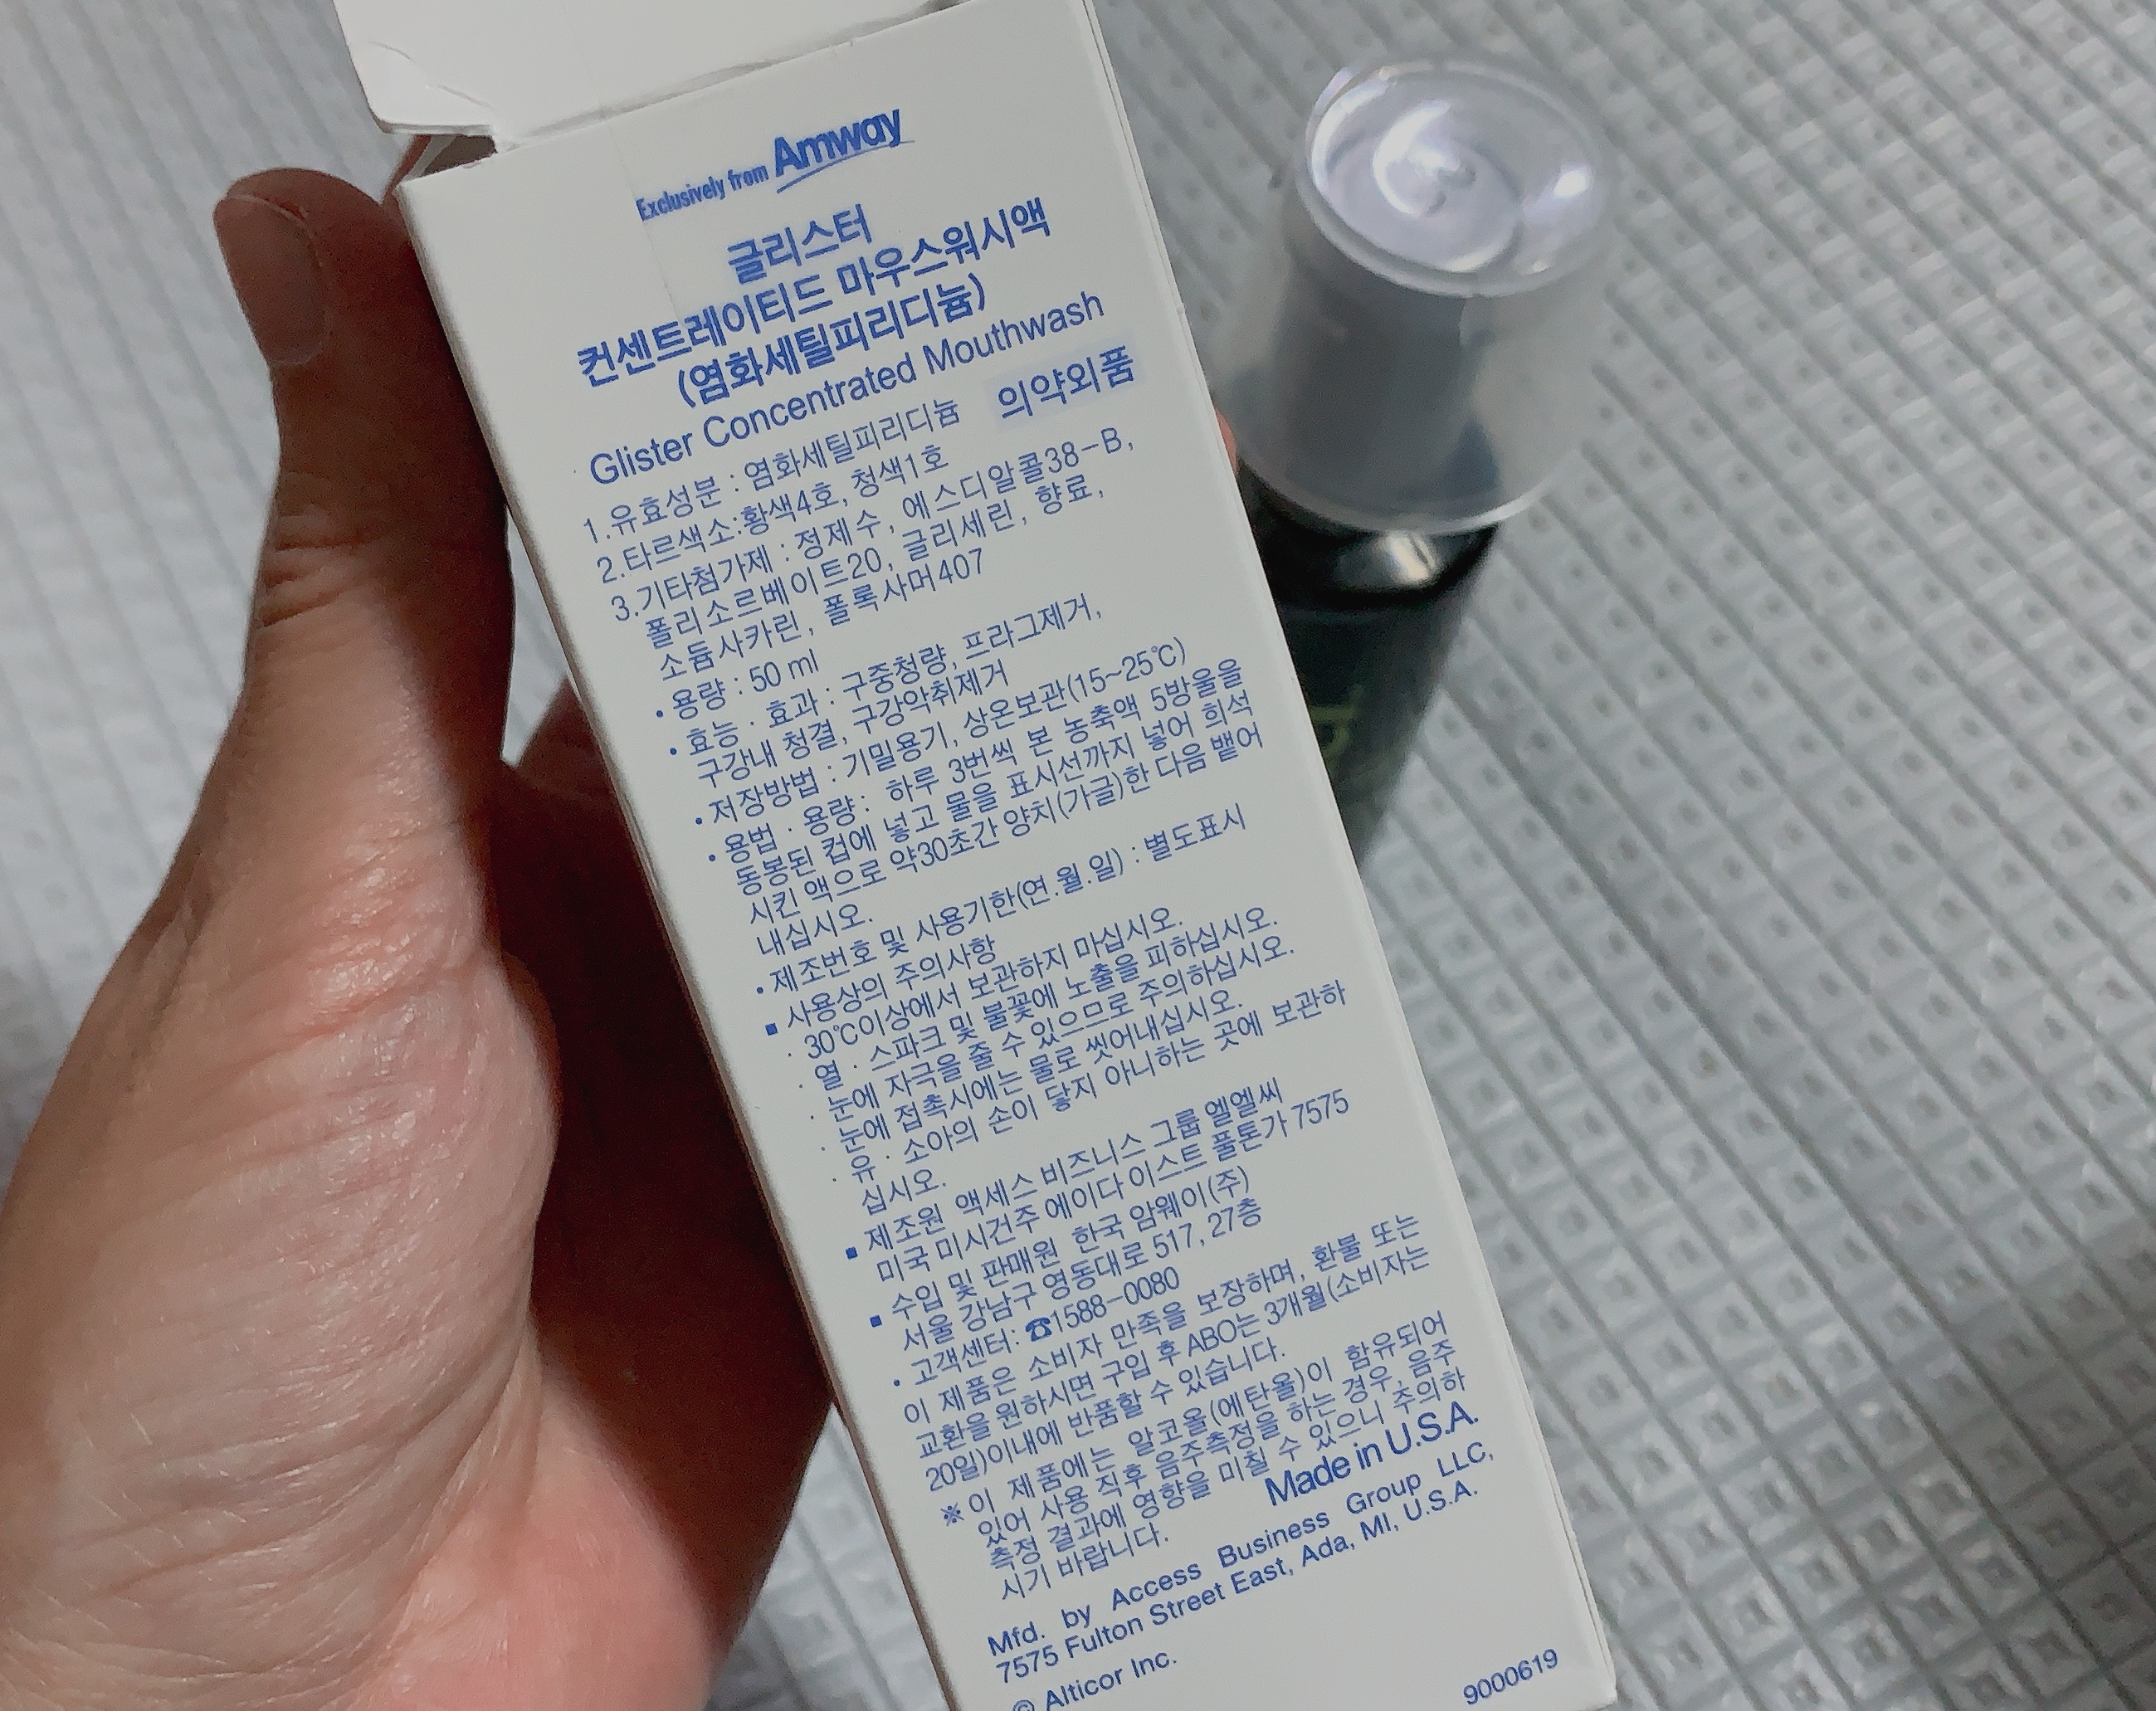 Exclusively from Amway
글리스터
컨센트레이티드 마우스워시액
(염화세틸피리디늄)
Glister Concentrated Mouthwash
의약외품
1.유효성분 : 염화세틸피리디늄
2.타르색소:황색4호, 청색1호
3.기타첨가제 : 정제수, 에스디알콜38-B,
폴리소르베이트20, 글리세린, 향료,
소듐사카린, 폴록사머407
• 용량 : 50 ml
• 효능 · 효과 : 구중청량, 프라그제거,
구강내 청결, 구강악취제거
• 저장방법 : 기밀용기, 상온보관(15~25℃)
• 용법 · 용량 : 하루 3번씩 본 농축액 5방울을
동봉된 컵에 넣고 물을 표시선까지 넣어 희석
시킨 액으로 약30초간 양치(가글)한 다음 뱉어
내십시오.
• 제조번호 및 사용기한(연.월.일) : 별도표시
■ 사용상의 주의사항
· 30℃이상에서 보관하지 마십시오.
· 열 · 스파크 및 불꽃에 노출을 피하십시오.
· 눈에 자극을 줄 수 있으므로 주의하십시오.
· 눈에 접촉시에는 물로 씻어내십시오.
· 유 · 소아의 손이 닿지 아니하는 곳에 보관하
십시오.
■ 제조원 액세스 비즈니스 그룹 엘엘씨
미국 미시건주 에이다 이스트 풀톤가 7575
■ 수입 및 판매원 한국 암웨이(주)
서울 강남구 영동대로 517, 27층
• 고객센터: ☎1588-0080
이 제품은 소비자 만족을 보장하며, 환불 또는
교환을 원하시면 구입 후 ABO는 3개월(소비자는
20일)이내에 반품할 수 있습니다.
※ 이 제품에는 알코올(에탄올)이 함유되어
있어 사용 직후 음주측정을 하는 경우, 음주
측정 결과에 영향을 미칠 수 있으니 주의하
시기 바랍니다.
Made in U.S.A.
Mfd. by Access Business Group LLC,
7575 Fulton Street East, Ada, MI, U.S.A.
© Alticor Inc.
9000619